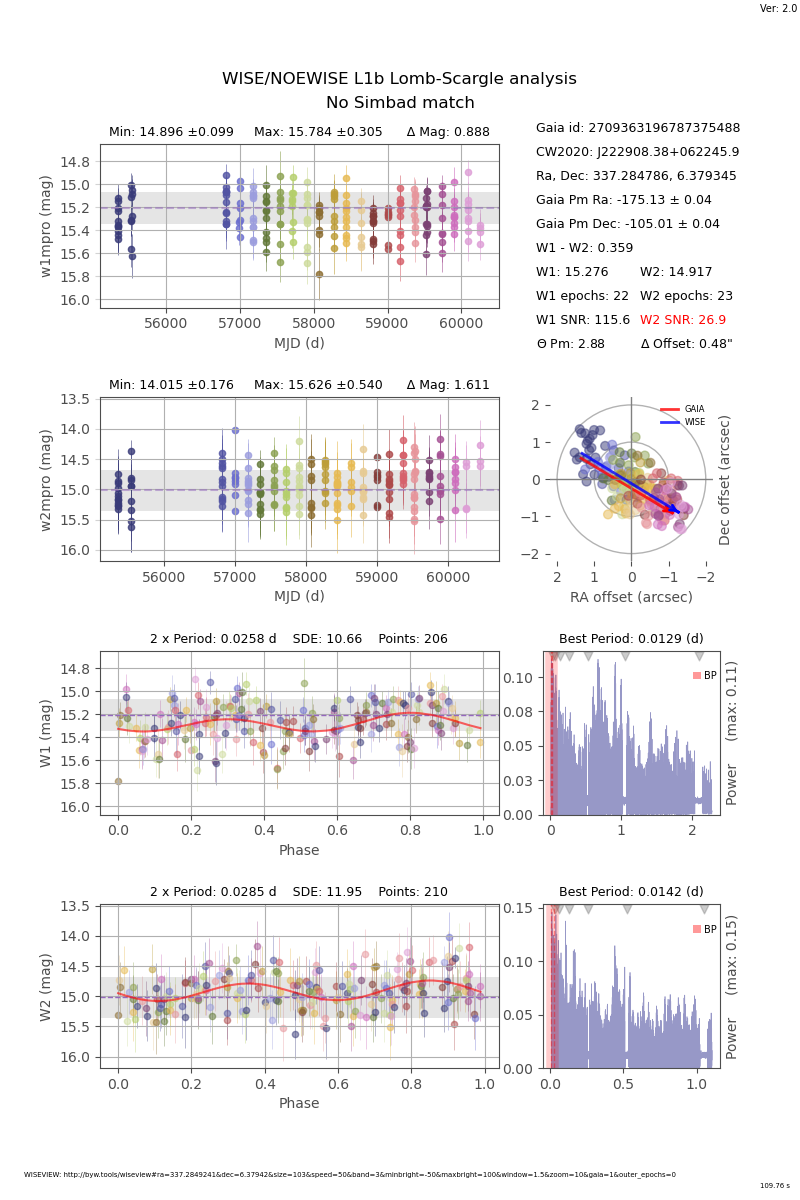 Ver: 2.0
WISE/NOEWISE L1b Lomb-Scargle analysis
No Simbad match
Min: 14.896 ±0.099 Max: 15.784 ±0.305 Δ Mag: 0.888
14.8
15.0
15.2
15.4
15.6
15.8
16.0
w1mpro (mag)
56000 57000 58000 59000 60000
MJD (d)
Gaia id: 2709363196787375488
CW2020: J222908.38+062245.9
Ra, Dec: 337.284786, 6.379345
Gaia Pm Ra: -175.13 ± 0.04
Gaia Pm Dec: -105.01 ± 0.04
W1 - W2: 0.359
W1: 15.276 W2: 14.917
W1 epochs: 22 W2 epochs: 23
W1 SNR: 115.6 W2 SNR: 26.9
Θ Pm: 2.88 Δ Offset: 0.48"
Min: 14.015 ±0.176 Max: 15.626 ±0.540 Δ Mag: 1.611
13.5
14.0
14.5
15.0
15.5
16.0
w2mpro (mag)
56000 57000 58000 59000 60000
MJD (d)
GAIA
WISE
2
1
0
−1
−2
Dec offset (arcsec)
2 1 0 −1 −2
RA offset (arcsec)
2 x Period: 0.0258 d SDE: 10.66 Points: 206
14.8
15.0
15.2
15.4
15.6
15.8
16.0
W1 (mag)
0.0 0.2 0.4 0.6 0.8 1.0
Phase
Best Period: 0.0129 (d)
BP
0.10
0.08
0.05
0.03
0.00
Power (max: 0.11)
0 1 2
2 x Period: 0.0285 d SDE: 11.95 Points: 210
13.5
14.0
14.5
15.0
15.5
16.0
W2 (mag)
0.0 0.2 0.4 0.6 0.8 1.0
Phase
Best Period: 0.0142 (d)
BP
0.15
0.10
0.05
0.00
Power (max: 0.15)
0.0 0.5 1.0
WISEVIEW: http://byw.tools/wiseview#ra=337.2849241&dec=6.37942&size=103&speed=50&band=3&minbright=-50&maxbright=100&window=1.5&zoom=10&gaia=1&outer_epochs=0
109.76 s